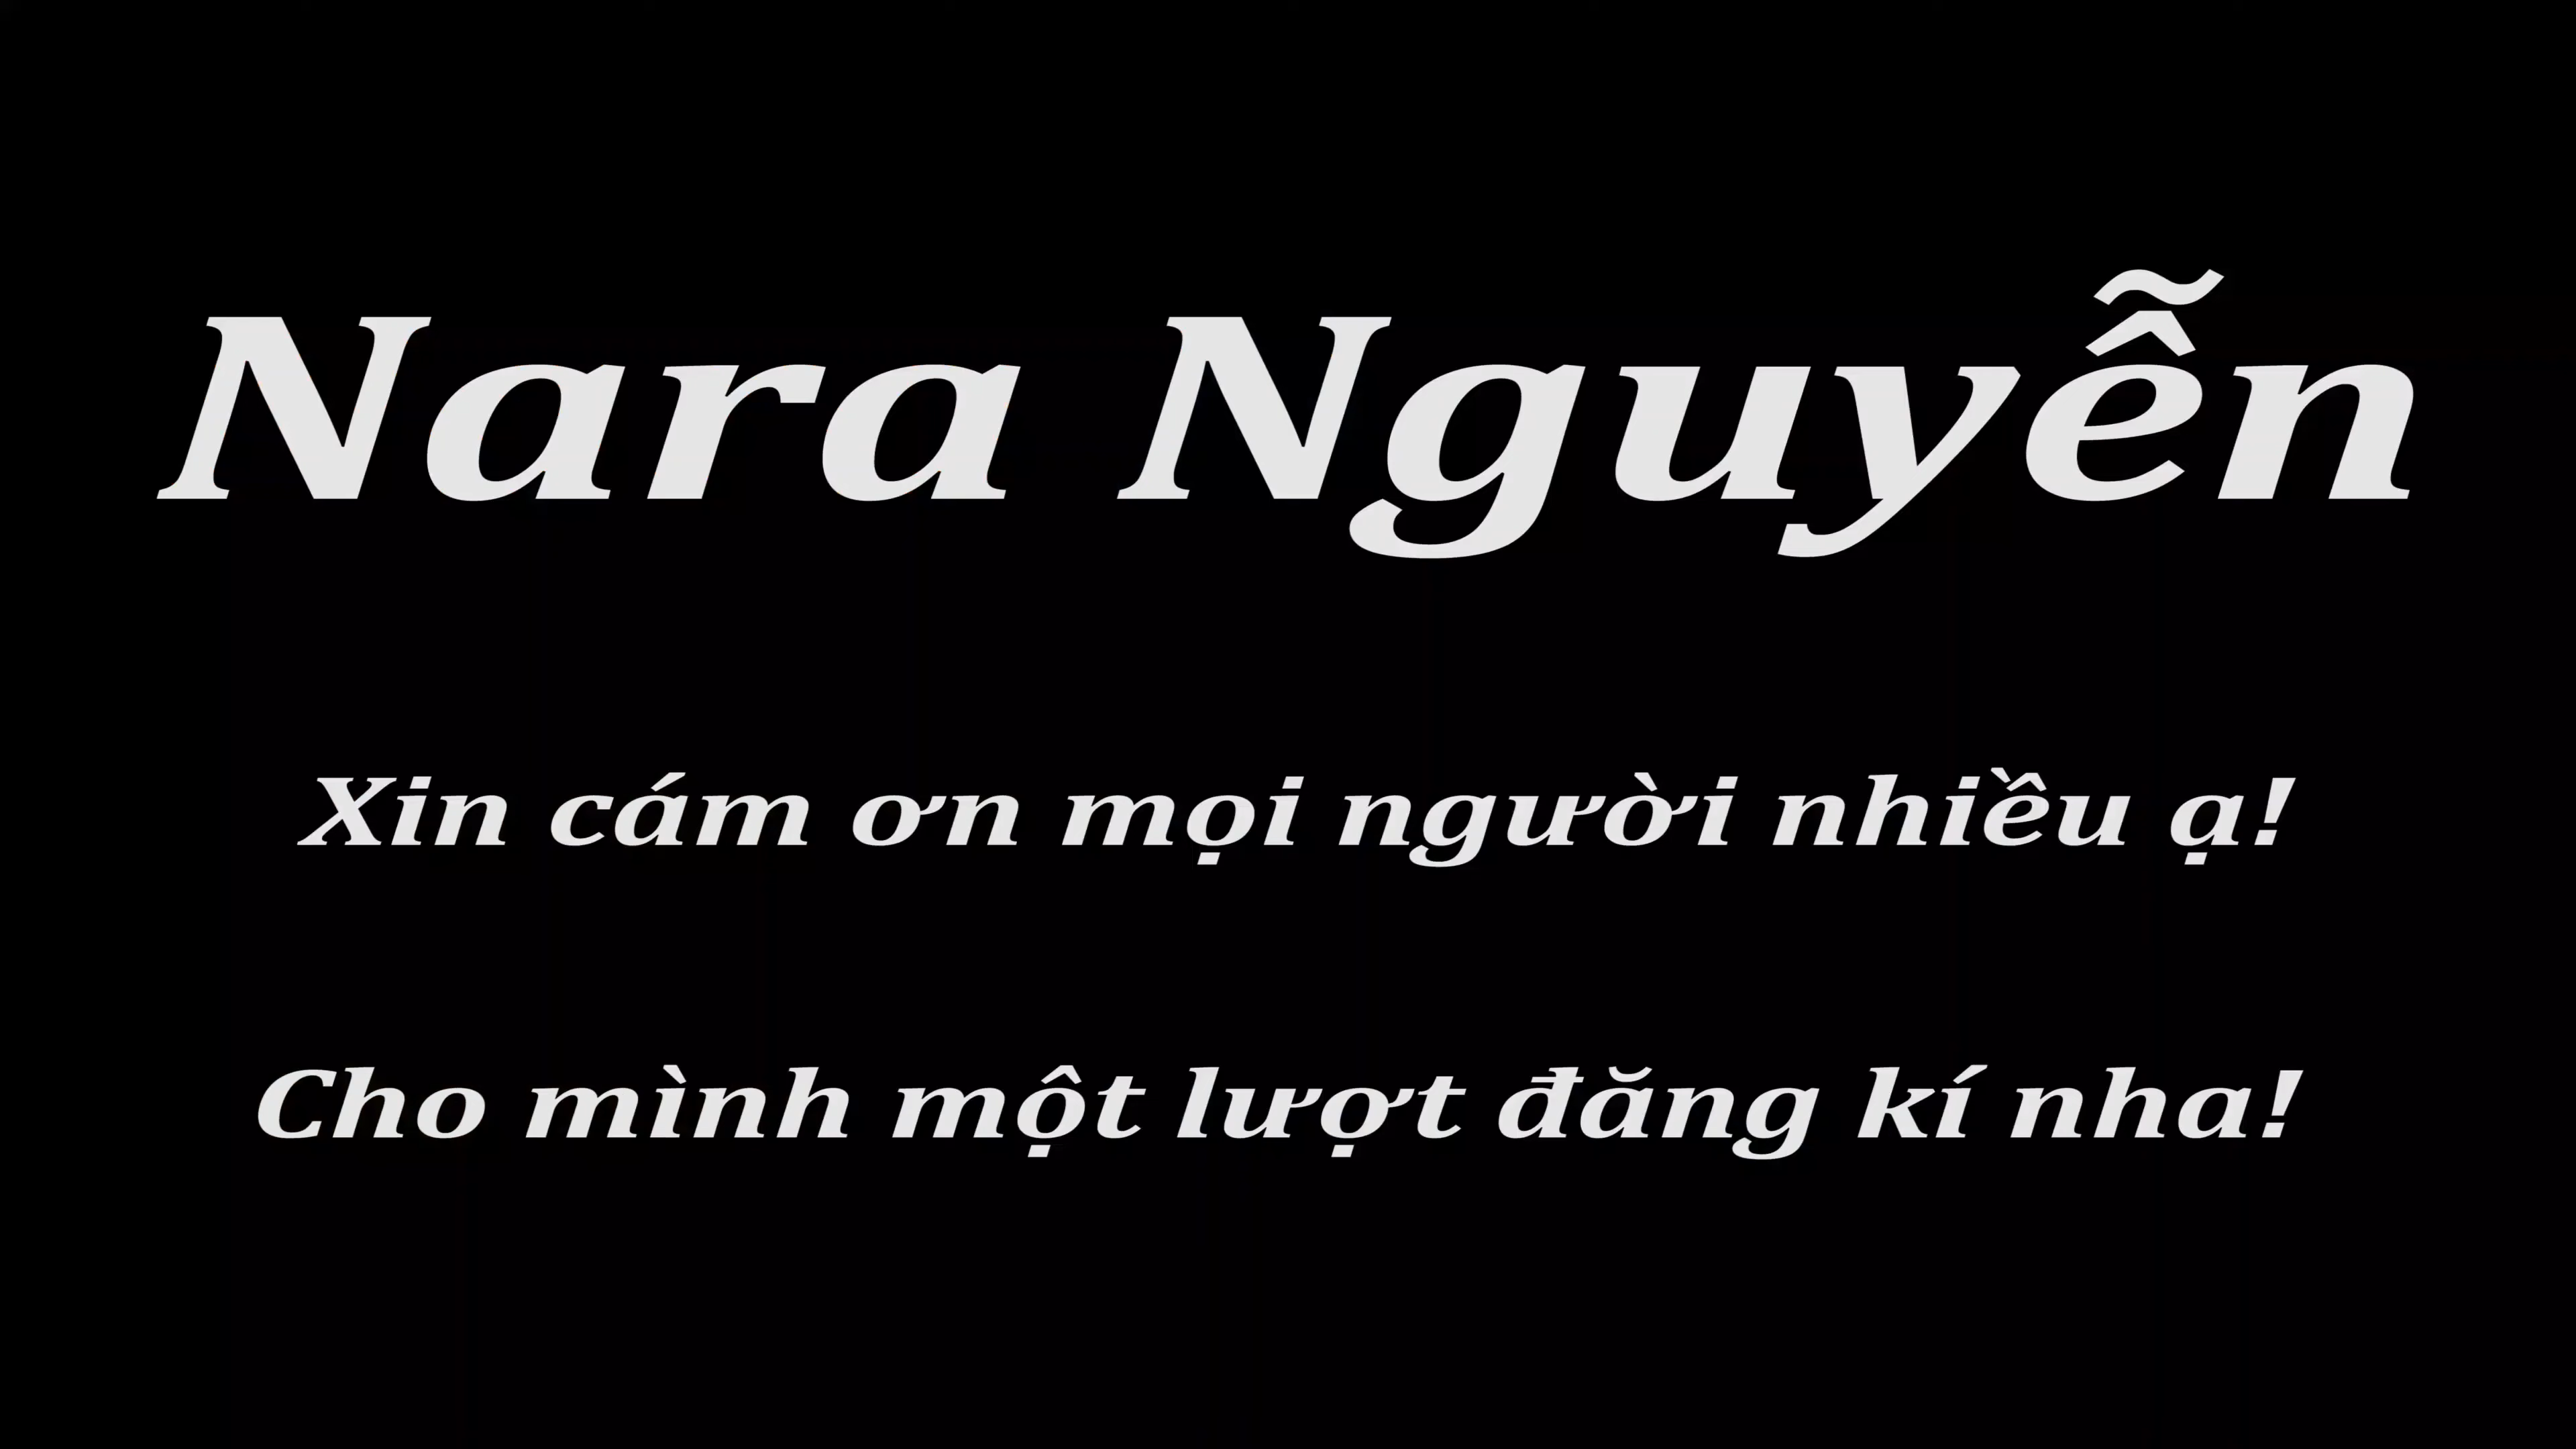 Nara Nguyễn
Xin cám ơn mọi người nhiều ạ!
Cho mình một lượt đăng kí nha!